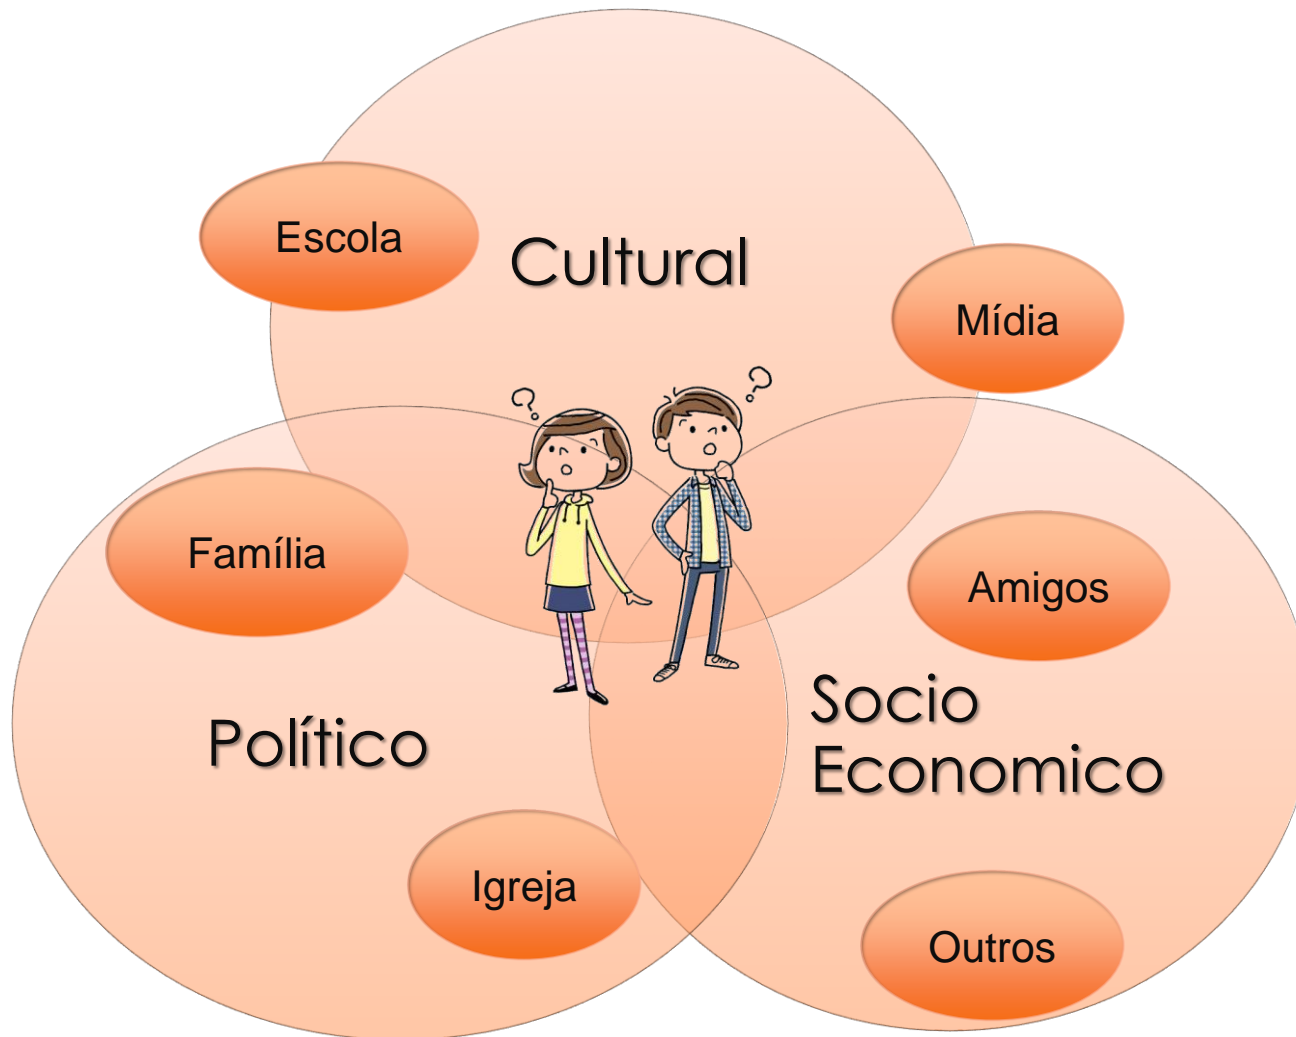 Escola
Cultural
Mídia
Família
Amigos
Político
Socio
Economico
Igreja
Outros